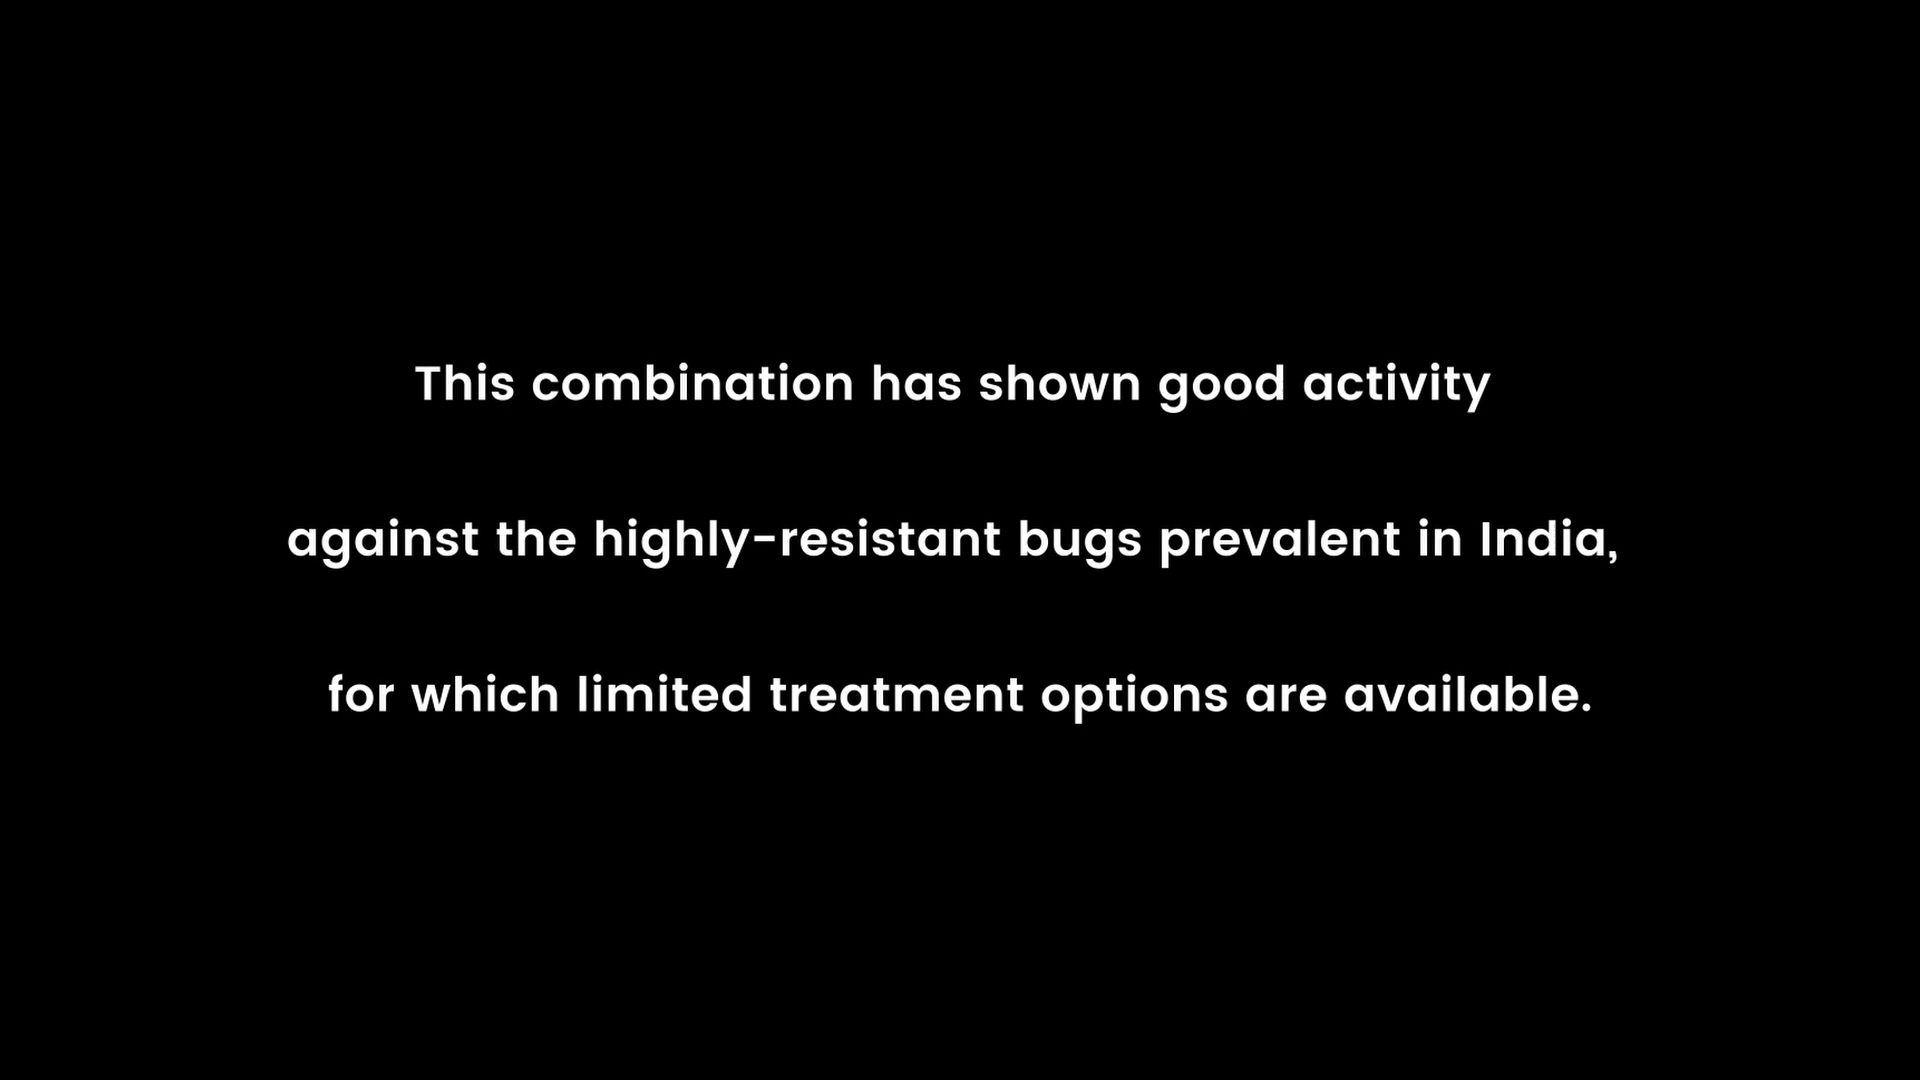 This combination has shown good activity
against the highly-resistant bugs prevalent in India,
for which limited treatment options are available.